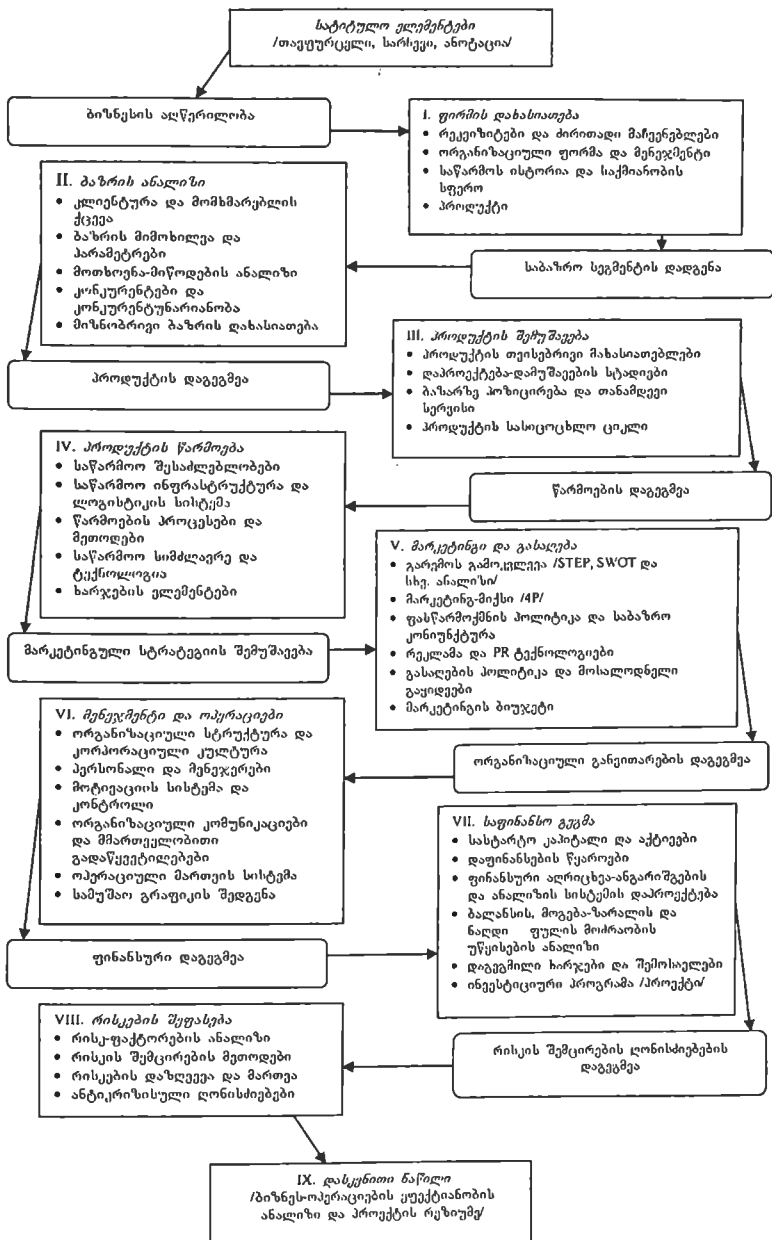 სატიტულო ელემენტები
/თავფურცელი, სარჩევი, ანოტაცია/
ბიზნესის აღწერილობა
I. ფირმის დახასიათება
• რეკვიზიტები და ძირითადი მაჩვენებლები
• ორგანიზაციული ფორმა და მენეჯმენტი
• საწარმოს ისტორია და საქმიანობის
სფერო
• პროდუქტი
II. ბაზრის ანალიზი
• კლიენტურა და მომხმარებლის
ქცევა
• ბაზრის მიმოხილვა და
პარამეტრები
• მოთხოვნა-მიწოდების ანალიზი
• კონკურენტები და
კონკურენტუნარიანობა
• მიზნობრივი ბაზრის დახასიათება
საბაზრო სეგმენტის დადგენა
III. პროდუქტის შემუშავება
• პროდუქტის თვისებრივი მახასიათებლები
• დაპროექტება-დამუშავების სტადიები
• ბაზარზე პოზიცირება და თანამდევი
სერვისი
• პროდუქტის სასიცოცხლო ციკლი
პროდუქტის დაგეგმვა
IV. პროდუქტის წარმოება
• საწარმოო შესაძლებლობები
• საწარმოო ინფრასტრუქტურა და
ლოგისტიკის სისტემა
• წარმოების პროცესები და
მეთოდები
• საწარმოო სიმძლავრე და
ტექნოლოგია
• ხარჯების ელემენტები
წარმოების დაგეგმვა
V. მარკეტინგი და გასაღება
• გარემოს გამოკვლევა /STEP, SWOT და
სხვ. ანალიზი/
• მარკეტინგ-მიქსი /4P/
• ფასწარმოქმნის პოლიტიკა და საბაზრო
კონიუნქტურა
• რეკლამა და PR ტექნოლოგიები
• გასაღების პოლიტიკა და მოსალოდნელი
გაყიდვები
• მარკეტინგის ბიუჯეტი
მარკეტინგული სტრატეგიის შემუშავება
VI. მენეჯმენტი და ოპერაციები
• ორგანიზაციული სტრუქტურა და
კორპორაციული კულტურა
• პერსონალი და მენეჯერები
• მოტივაციის სისტემა და
კონტროლი
• ორგანიზაციული კომუნიკაციები
და მმართველობითი
გადაწყვეტილებები
• ოპერაციული მართვის სისტემა
• სამუშაო გრაფიკის შედგენა
ორგანიზაციული განვითარების დაგეგმვა
VII. საფინანსო გეგმა
• სასტარტო კაპიტალი და აქტივები
• დაფინანსების წყაროები
• ფინანსური აღრიცხვა-ანგარიშგების
და ანალიზის სისტემის დაპროექტება
• ბალანსის, მოგება-ზარალის და
ნაღდი ფულის მოძრაობის
უწყისების ანალიზი
• დაგეგმილი ხარჯები და შემოსავლები
• ინვესტიციური პროგრამა /პროექტი/
ფინანსური დაგეგმვა
VIII. რისკების შეფასება
• რისკ-ფაქტორების ანალიზი
• რისკის შემცირების მეთოდები
• რისკების დაზღვევა და მართვა
• ანტიკრიზისული ღონისძიებები
რისკის შემცირების ღონისძიებების
დაგეგმვა
IX. დასკვნითი ნაწილი
/ბიზნეს-ოპერაციების ეფექტიანობის
ანალიზი და პროექტის რეზიუმე/